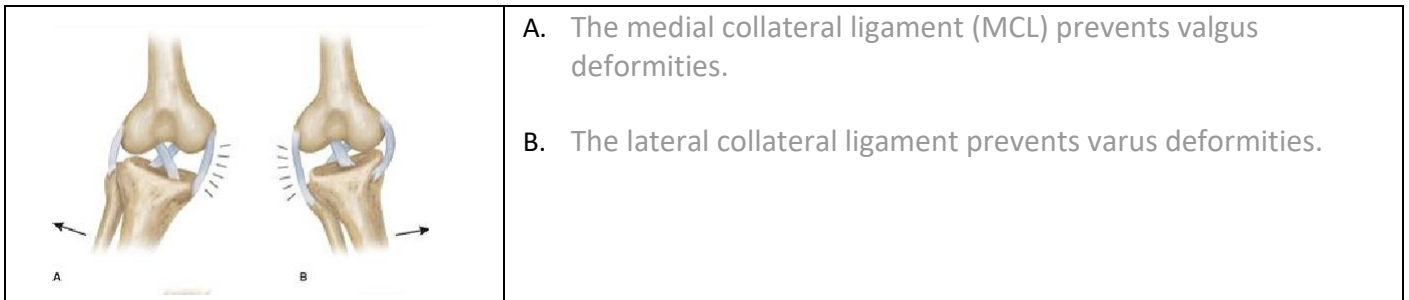 A. The medial collateral ligament (MCL) prevents valgus
deformities.
B. The lateral collateral ligament prevents varus deformities.
A
B